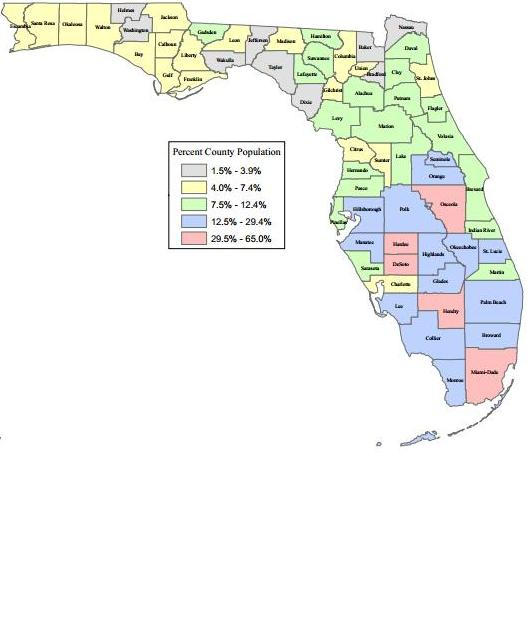 Holmes
Jackson
Escambia
Santa Rosa
Okaloosa
Walton
Washington
Bay
Calhoun
Gulf
Liberty
Gadsden
Leon
Wakulla
Franklin
Jefferson
Madison
Taylor
Hamilton
Suwannee
Lafayette
Dixie
Columbia
Gilchrist
Baker
Union
Bradford
Nassau
Duval
Clay
St. Johns
Alachua
Putnam
Flagler
Levy
Marion
Volusia
Citrus
Sumter
Lake
Seminole
Orange
Hernando
Pasco
Brevard
Pinellas
Hillsborough
Polk
Osceola
Indian River
Manatee
Hardee
Highlands
Okeechobee
St. Lucie
Sarasota
DeSoto
Martin
Charlotte
Glades
Lee
Hendry
Palm Beach
Collier
Broward
Monroe
Miami-Dade
Percent County Population
1.5% - 3.9%
4.0% - 7.4%
7.5% - 12.4%
12.5% - 29.4%
29.5% - 65.0%